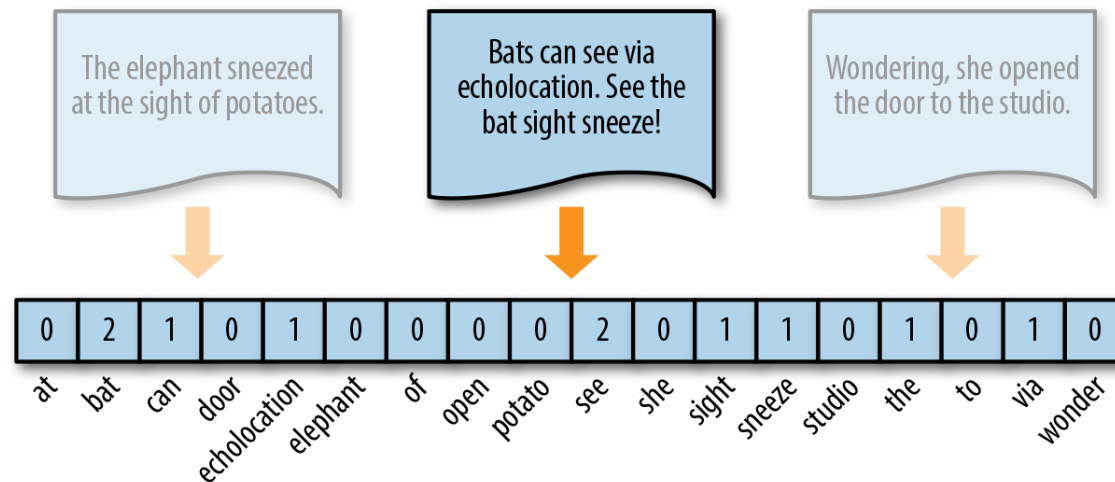 The elephant sneezed
at the sight of potatoes.
Bats can see via
echolocation. See the
bat sight sneeze!
Wondering, she opened
the door to the studio.
0 2 1 0 1 0 0 0 0 2 0 1 1 0 1 0 1 0
at bat can door echolocation elephant of open potato see she sight sneeze studio the to via wonder